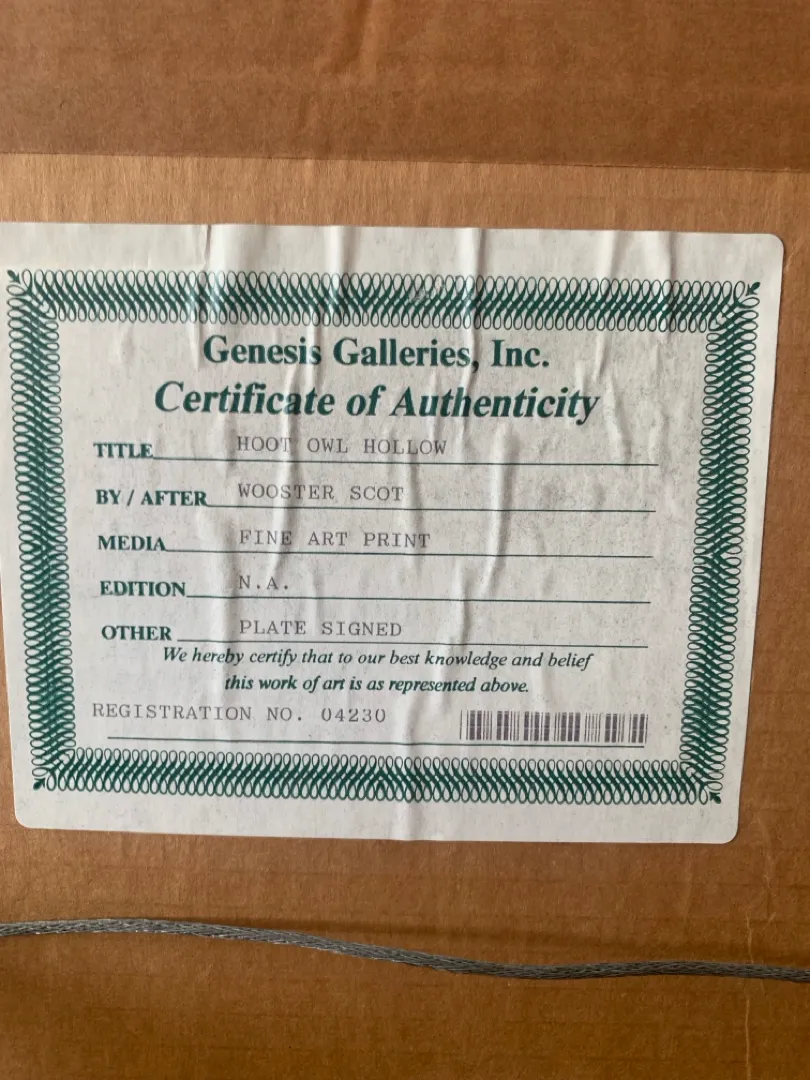 Genesis Galleries, Inc.
Certificate of Authenticity
TITLE HOOT OWL HOLLOW
BY / AFTER WOOSTER SCOT
MEDIA FINE ART PRINT
EDITION N.A.
OTHER PLATE SIGNED
We hereby certify that to our best knowledge and belief
this work of art is as represented above.
REGISTRATION NO. 04230